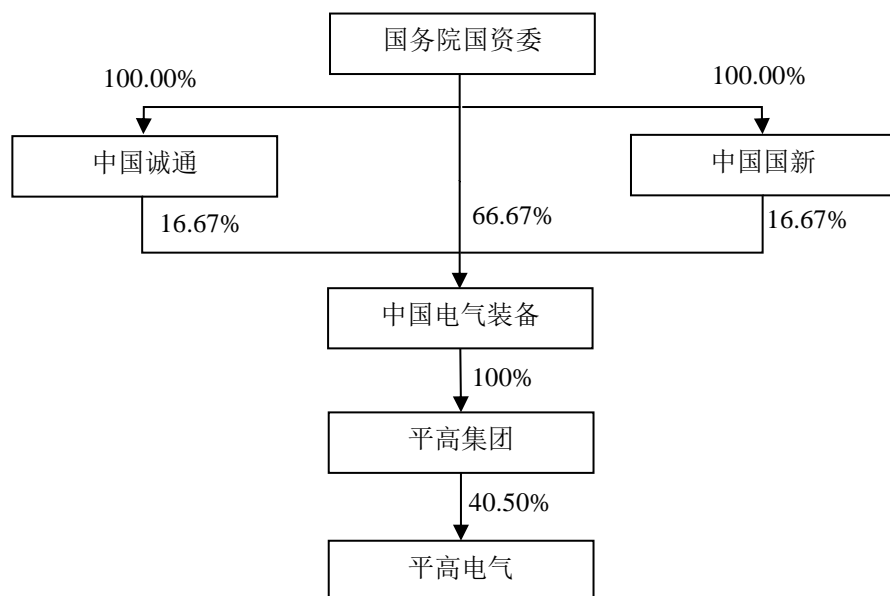 国务院国资委
100.00%
100.00%
中国诚通
中国国新
16.67%
66.67%
16.67%
中国电气装备
100%
平高集团
40.50%
平高电气